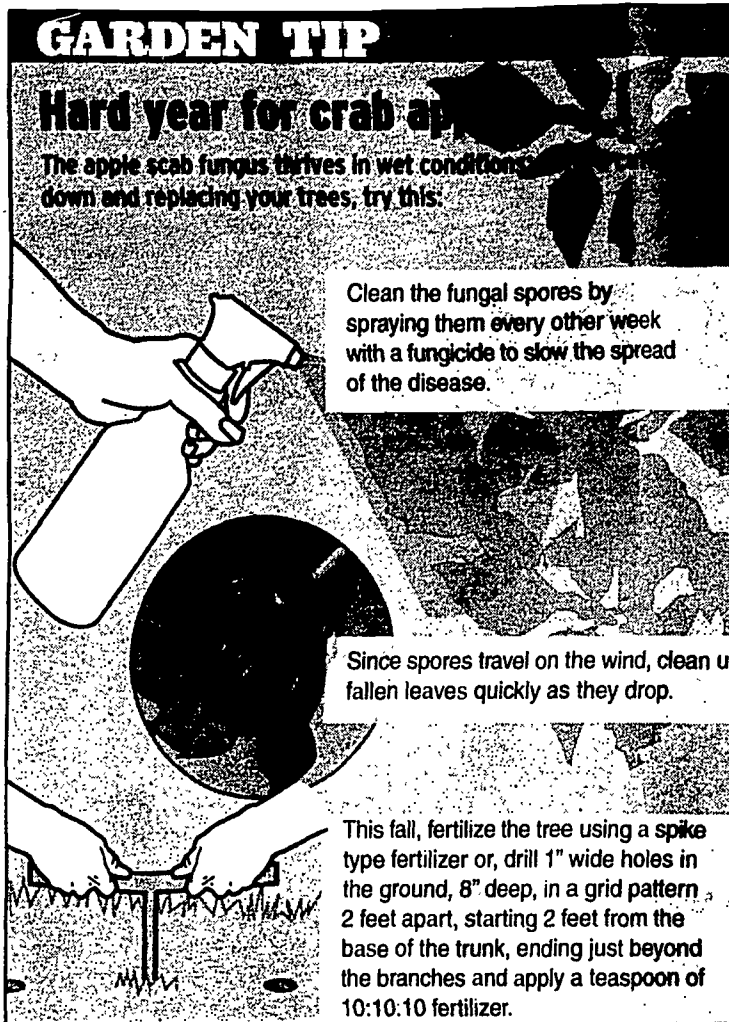 GARDEN TIP
Hard year for crab
The apple scab fungus thrives in wet conditions
down and replacing your trees, try this:
Clean the fungal spores by
spraying them every other week
with a fungicide to slow the spread
of the disease.
Since spores travel on the wind, clean u
fallen leaves quickly as they drop.
This fall, fertilize the tree using a spike
type fertilizer or, drill 1" wide holes in
the ground, 8" deep, in a grid pattern
2 feet apart, starting 2 feet from the
base of the trunk, ending just beyond
the branches and apply a teaspoon of
10:10:10 fertilizer.